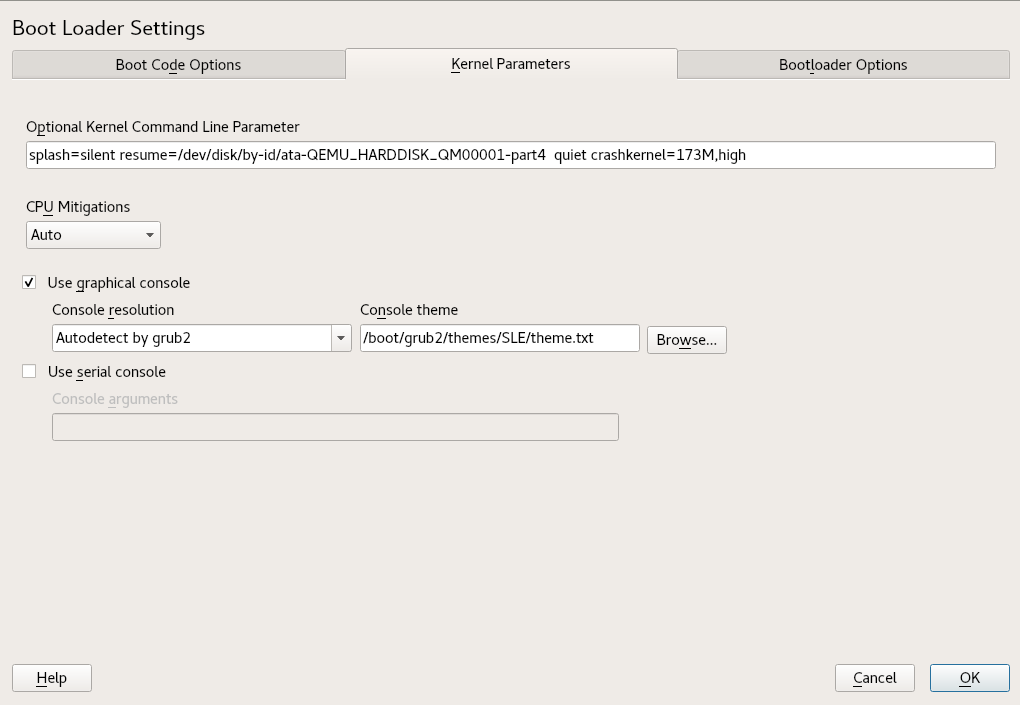 Boot Loader Settings
Boot Code Options Kernel Parameters Bootloader Options
Optional Kernel Command Line Parameter
splash=silent resume=/dev/disk/by-id/ata-QEMU_HARDDISK_QM00001-part4  quiet crashkernel=173M,high
CPU Mitigations
Auto
Use graphical console
Console resolution Console theme
Autodetect by grub2 /boot/grub2/themes/SLE/theme.txt Browse...
Use serial console
Console arguments
Help Cancel OK